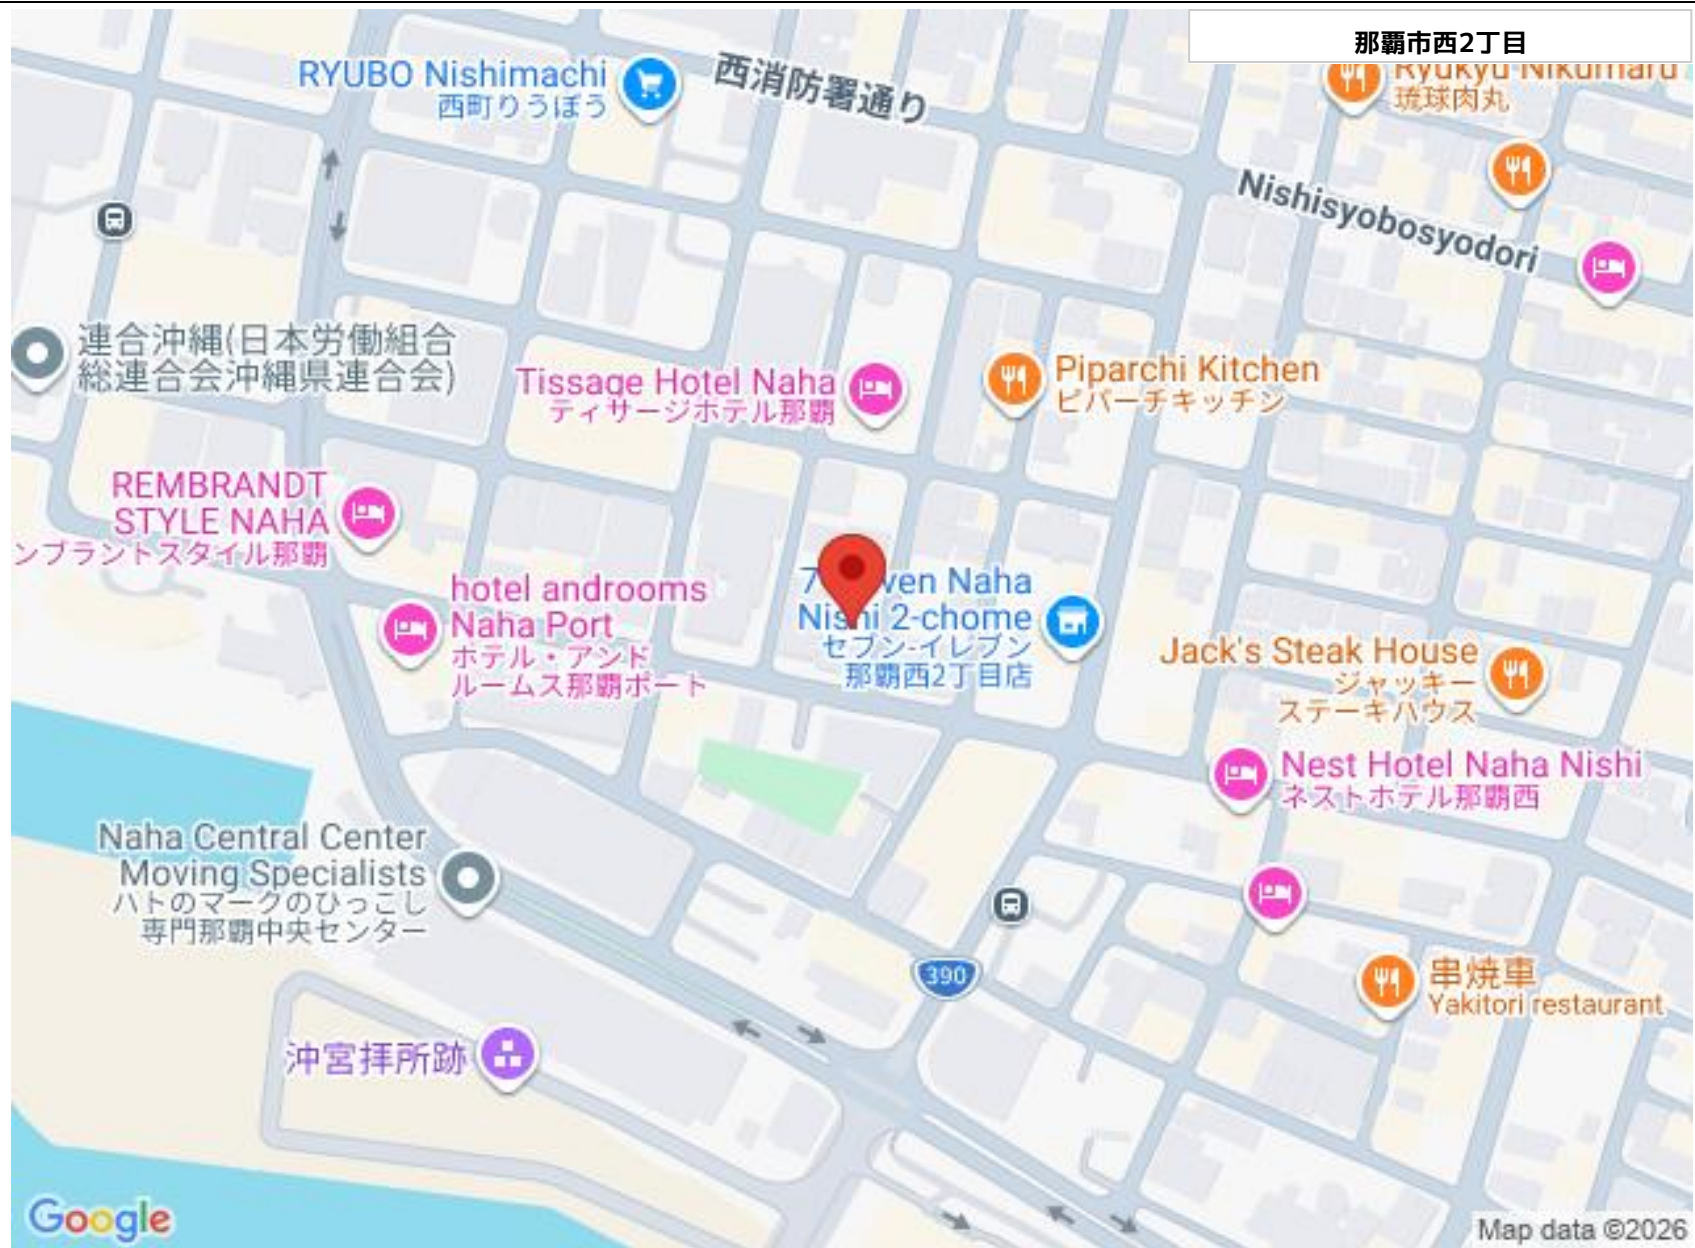 那覇市西2丁目
RYUBO Nishimachi
西町りうぼう
西消防署通り
Ryukyu Nikumaru
琉球肉丸
Nishisyobosyodori
連合沖縄(日本労働組合
総連合会沖縄県連合会)
Tissage Hotel Naha
ティサージホテル那覇
Piparchi Kitchen
ピパーチキッチン
REMBRANDT
STYLE NAHA
ンブラントスタイル那覇
hotel androoms
Naha Port
ホテル・アンド
ルームス那覇ポート
7 ven Naha
Nishi 2-chome
セブン-イレブン
那覇西2丁目店
Jack's Steak House
ジャッキー
ステーキハウス
Nest Hotel Naha Nishi
ネストホテル那覇西
Naha Central Center
Moving Specialists
ハトのマークのひっこし
専門那覇中央センター
390
串焼車
Yakitori restaurant
沖宮拝所跡
Google
Map data ©2026